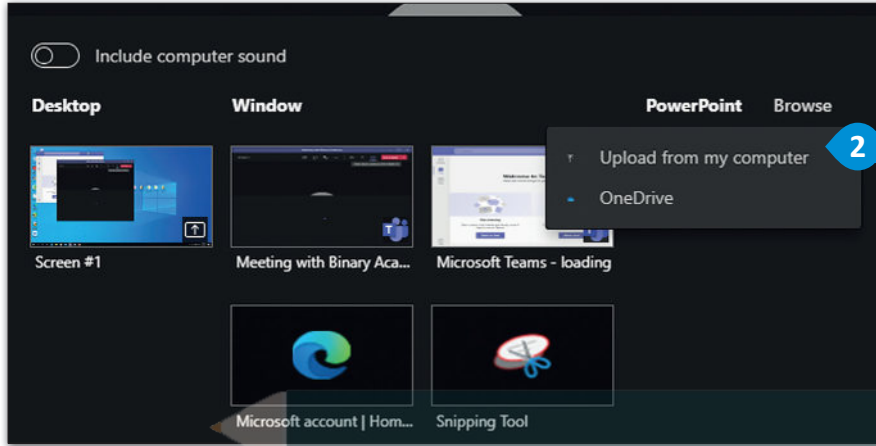 Include computer sound
Desktop
Window
PowerPoint
Browse
Upload from my computer
2
OneDrive
Screen #1
Meeting with Binary Aca...
Microsoft Teams - loading
Microsoft account | Hom...
Snipping Tool